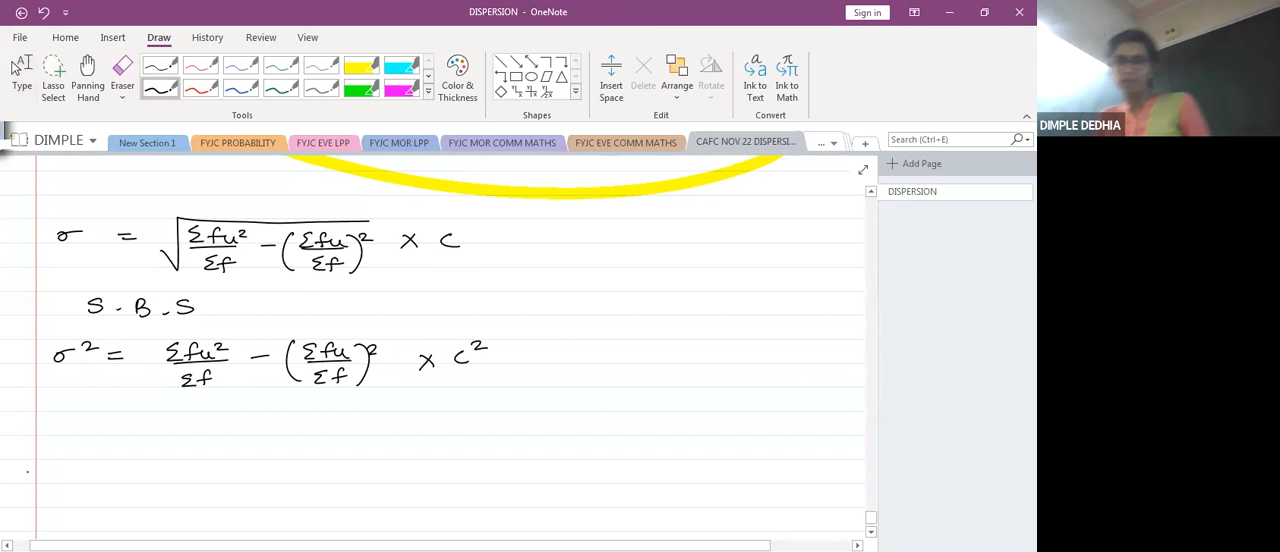 DISPERSION - OneNote
Sign in
File Home Insert Draw History Review View
Type Lasso Select Panning Hand Eraser Color & Thickness Insert Space Delete Arrange Rotate Ink to Text Ink to Math
Tools Shapes Edit Convert
DIMPLE New Section 1 FYJC PROBABILITY FYJC EVE LPP FYJC MOR LPP FYJC MOR COMM MATHS FYJC EVE COMM MATHS CAFC NOV 22 DISPERSI... ... Search (Ctrl+E)
DIMPLE DEDHIA
+ Add Page
DISPERSION
σ = √(Σfu²/Σf − (Σfu/Σf)²) × c
S . B . S
σ² = Σfu²/Σf − (Σfu/Σf)² × c²